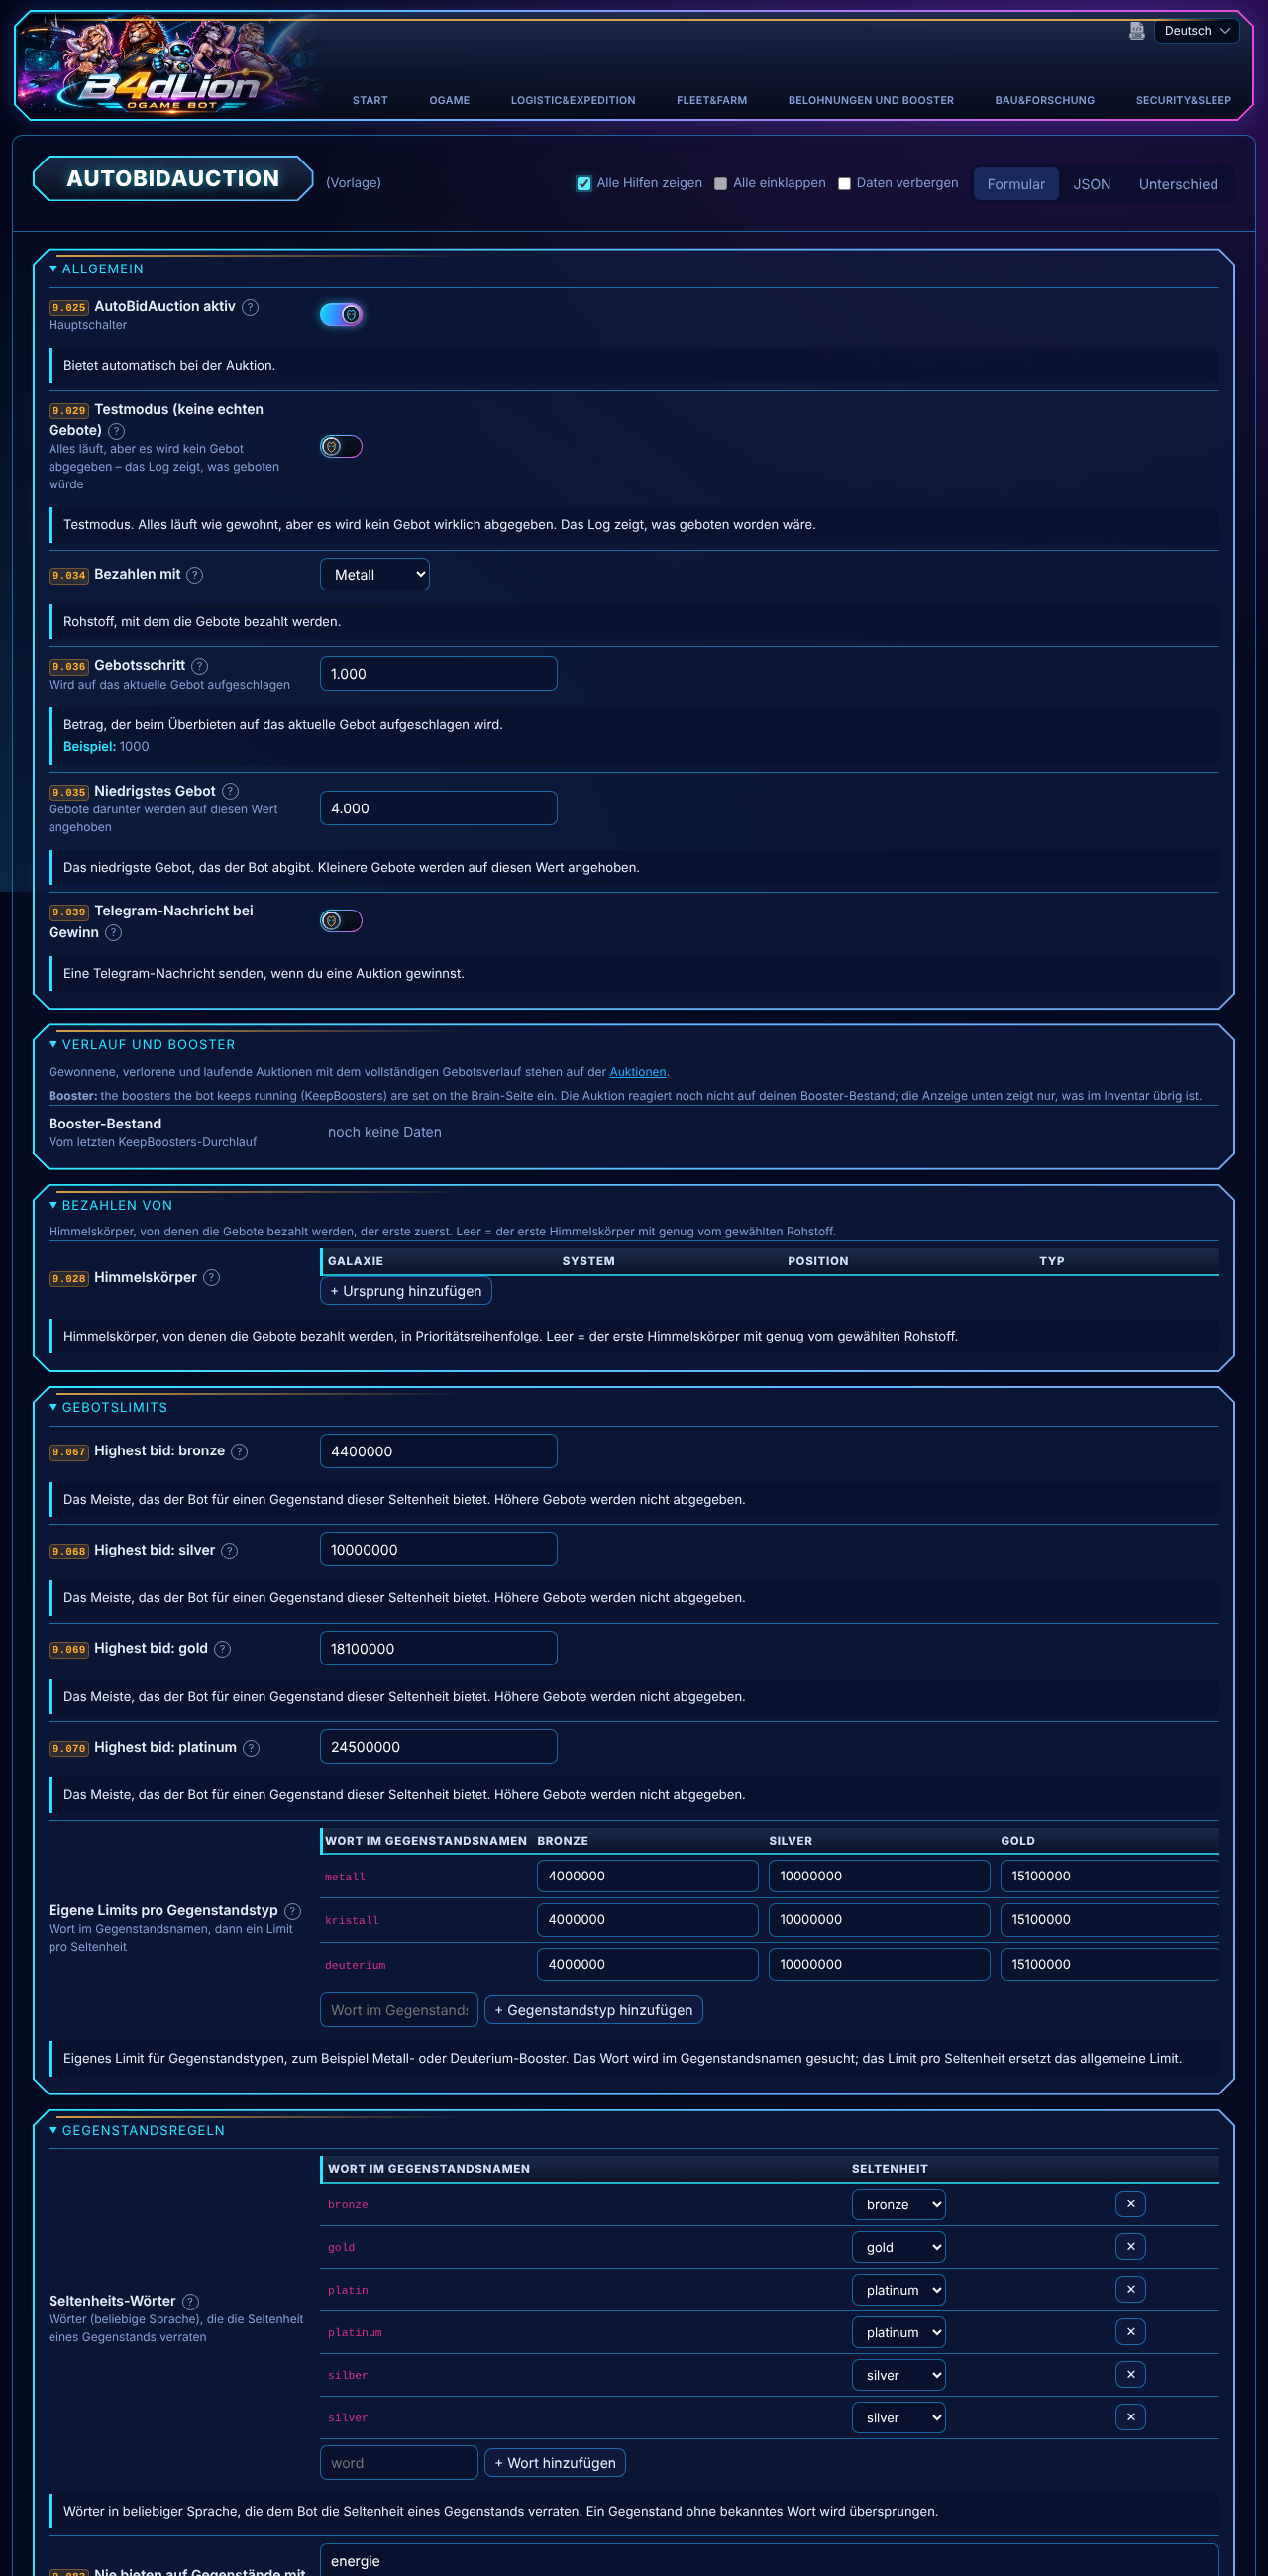 B4dLion
OGAME BOT
Deutsch
START OGAME LOGISTIC&EXPEDITION FLEET&FARM BELOHNUNGEN UND BOOSTER BAU&FORSCHUNG SECURITY&SLEEP
AUTOBIDAUCTION (Vorlage) Alle Hilfen zeigen Alle einklappen Daten verbergen Formular JSON Unterschied
ALLGEMEIN
9.025 AutoBidAuction aktiv ?
Hauptschalter
Bietet automatisch bei der Auktion.
9.029 Testmodus (keine echten
Gebote) ?
Alles läuft, aber es wird kein Gebot
abgegeben – das Log zeigt, was geboten
würde
Testmodus. Alles läuft wie gewohnt, aber es wird kein Gebot wirklich abgegeben. Das Log zeigt, was geboten worden wäre.
9.034 Bezahlen mit ? Metall
Rohstoff, mit dem die Gebote bezahlt werden.
9.036 Gebotsschritt ? 1.000
Wird auf das aktuelle Gebot aufgeschlagen
Betrag, der beim Überbieten auf das aktuelle Gebot aufgeschlagen wird.
Beispiel: 1000
9.035 Niedrigstes Gebot ? 4.000
Gebote darunter werden auf diesen Wert
angehoben
Das niedrigste Gebot, das der Bot abgibt. Kleinere Gebote werden auf diesen Wert angehoben.
9.039 Telegram-Nachricht bei
Gewinn ?
Eine Telegram-Nachricht senden, wenn du eine Auktion gewinnst.
VERLAUF UND BOOSTER
Gewonnene, verlorene und laufende Auktionen mit dem vollständigen Gebotsverlauf stehen auf der Auktionen.
Booster: the boosters the bot keeps running (KeepBoosters) are set on the Brain-Seite ein. Die Auktion reagiert noch nicht auf deinen Booster-Bestand; die Anzeige unten zeigt nur, was im Inventar übrig ist.
Booster-Bestand noch keine Daten
Vom letzten KeepBoosters-Durchlauf
BEZAHLEN VON
Himmelskörper, von denen die Gebote bezahlt werden, der erste zuerst. Leer = der erste Himmelskörper mit genug vom gewählten Rohstoff.
GALAXIE SYSTEM POSITION TYP
9.028 Himmelskörper ?
+ Ursprung hinzufügen
Himmelskörper, von denen die Gebote bezahlt werden, in Prioritätsreihenfolge. Leer = der erste Himmelskörper mit genug vom gewählten Rohstoff.
GEBOTSLIMITS
9.067 Highest bid: bronze ? 4400000
Das Meiste, das der Bot für einen Gegenstand dieser Seltenheit bietet. Höhere Gebote werden nicht abgegeben.
9.068 Highest bid: silver ? 10000000
Das Meiste, das der Bot für einen Gegenstand dieser Seltenheit bietet. Höhere Gebote werden nicht abgegeben.
9.069 Highest bid: gold ? 18100000
Das Meiste, das der Bot für einen Gegenstand dieser Seltenheit bietet. Höhere Gebote werden nicht abgegeben.
9.070 Highest bid: platinum ? 24500000
Das Meiste, das der Bot für einen Gegenstand dieser Seltenheit bietet. Höhere Gebote werden nicht abgegeben.
WORT IM GEGENSTANDSNAMEN BRONZE SILVER GOLD
metall 4000000 10000000 15100000
Eigene Limits pro Gegenstandstyp ?
Wort im Gegenstandsnamen, dann ein Limit
pro Seltenheit
kristall 4000000 10000000 15100000
deuterium 4000000 10000000 15100000
Wort im Gegenstands + Gegenstandstyp hinzufügen
Eigenes Limit für Gegenstandstypen, zum Beispiel Metall- oder Deuterium-Booster. Das Wort wird im Gegenstandsnamen gesucht; das Limit pro Seltenheit ersetzt das allgemeine Limit.
GEGENSTANDSREGELN
WORT IM GEGENSTANDSNAMEN SELTENHEIT
bronze bronze ✕
gold gold ✕
platin platinum ✕
Seltenheits-Wörter ?
Wörter (beliebige Sprache), die die Seltenheit
eines Gegenstands verraten
platinum platinum ✕
silber silver ✕
silver silver ✕
word + Wort hinzufügen
Wörter in beliebiger Sprache, die dem Bot die Seltenheit eines Gegenstands verraten. Ein Gegenstand ohne bekanntes Wort wird übersprungen.
energie
Nie bieten auf Gegenstände mit